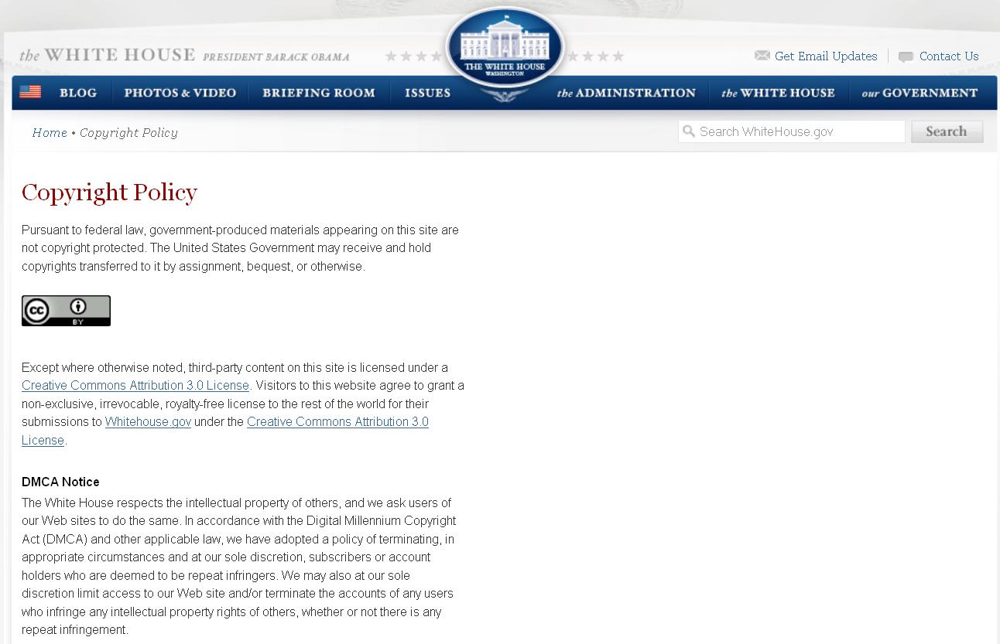 the WHITE HOUSE PRESIDENT BARACK OBAMA
THE WHITE HOUSE
WASHINGTON
Get Email Updates
Contact Us
BLOG
PHOTOS & VIDEO
BRIEFING ROOM
ISSUES
the ADMINISTRATION
the WHITE HOUSE
our GOVERNMENT
Home • Copyright Policy
Search WhiteHouse.gov
Search
Copyright Policy
Pursuant to federal law, government-produced materials appearing on this site are
not copyright protected. The United States Government may receive and hold
copyrights transferred to it by assignment, bequest, or otherwise.
cc
BY
Except where otherwise noted, third-party content on this site is licensed under a
Creative Commons Attribution 3.0 License. Visitors to this website agree to grant a
non-exclusive, irrevocable, royalty-free license to the rest of the world for their
submissions to Whitehouse.gov under the Creative Commons Attribution 3.0
License.
DMCA Notice
The White House respects the intellectual property of others, and we ask users of
our Web sites to do the same. In accordance with the Digital Millennium Copyright
Act (DMCA) and other applicable law, we have adopted a policy of terminating, in
appropriate circumstances and at our sole discretion, subscribers or account
holders who are deemed to be repeat infringers. We may also at our sole
discretion limit access to our Web site and/or terminate the accounts of any users
who infringe any intellectual property rights of others, whether or not there is any
repeat infringement.